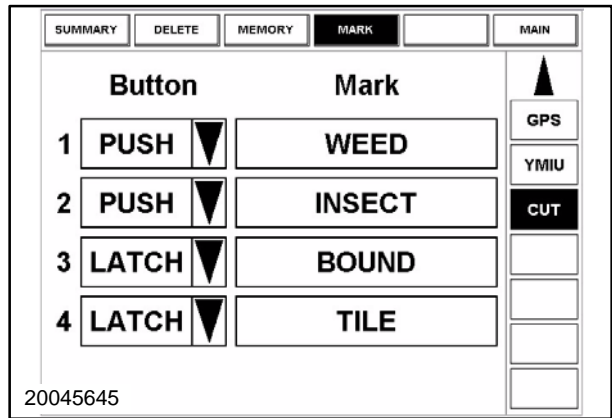 SUMMARY DELETE MEMORY MARK MAIN
Button Mark
GPS
1 PUSH WEED
YMIU
2 PUSH INSECT
CUT
3 LATCH BOUND
4 LATCH TILE
20045645